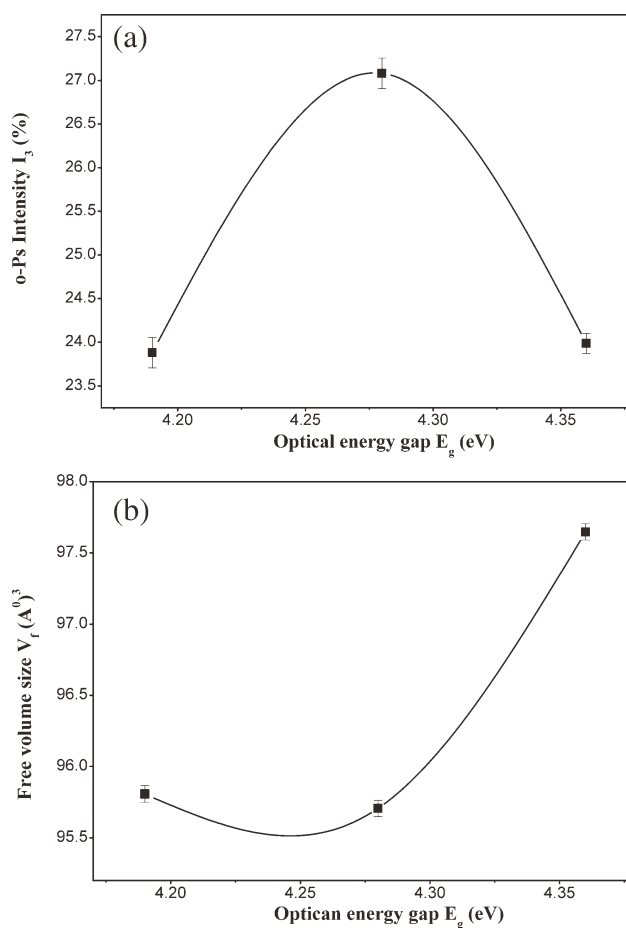 (a)
27.5
27.0
26.5
26.0
25.5
25.0
24.5
24.0
23.5
o-Ps Intensity I₃ (%)
4.20 4.25 4.30 4.35
Optical energy gap E_g (eV)
(b)
98.0
97.5
97.0
96.5
96.0
95.5
Free volume size V_f (A⁰)³
4.20 4.25 4.30 4.35
Optican energy gap E_g (eV)